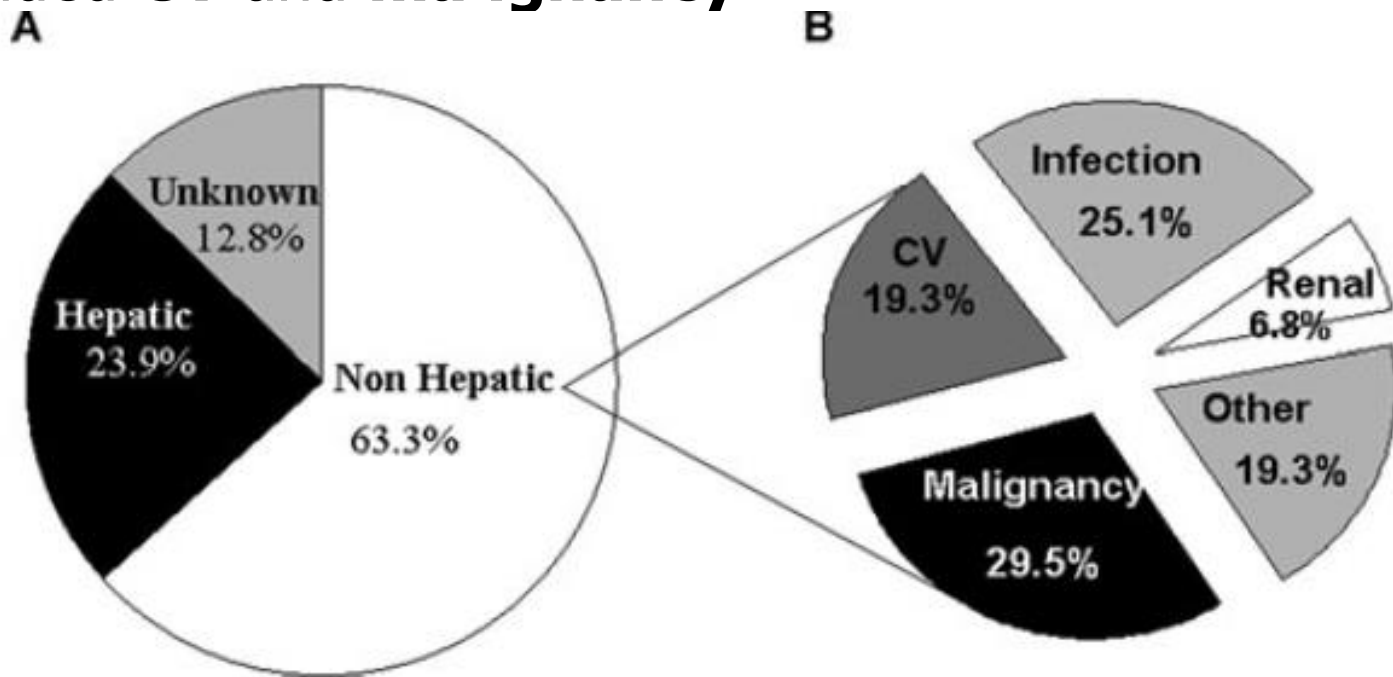 and
A
B
Unknown
12.8%
Hepatic
23.9%
Non Hepatic
63.3%
Infection
25.1%
CV
19.3%
Renal
6.8%
Other
19.3%
Malignancy
29.5%